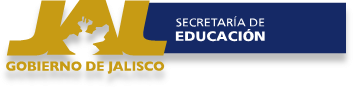 JAL
GOBIERNO DE JALISCO
SECRETARÍA DE
EDUCACIÓN